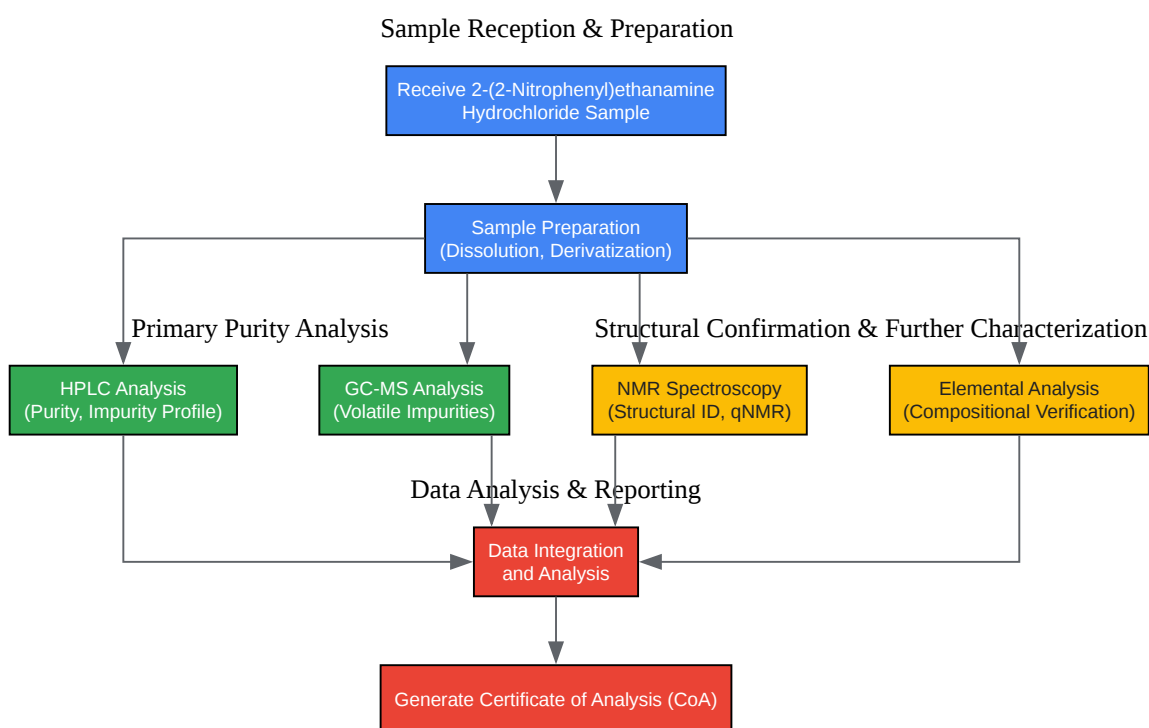 Sample Reception & Preparation
Receive 2-(2-Nitrophenyl)ethanamine
Hydrochloride Sample
Sample Preparation
(Dissolution, Derivatization)
Primary Purity Analysis
Structural Confirmation & Further Characterization
HPLC Analysis
(Purity, Impurity Profile)
GC-MS Analysis
(Volatile Impurities)
NMR Spectroscopy
(Structural ID, qNMR)
Elemental Analysis
(Compositional Verification)
Data Analysis & Reporting
Data Integration
and Analysis
Generate Certificate of Analysis (CoA)